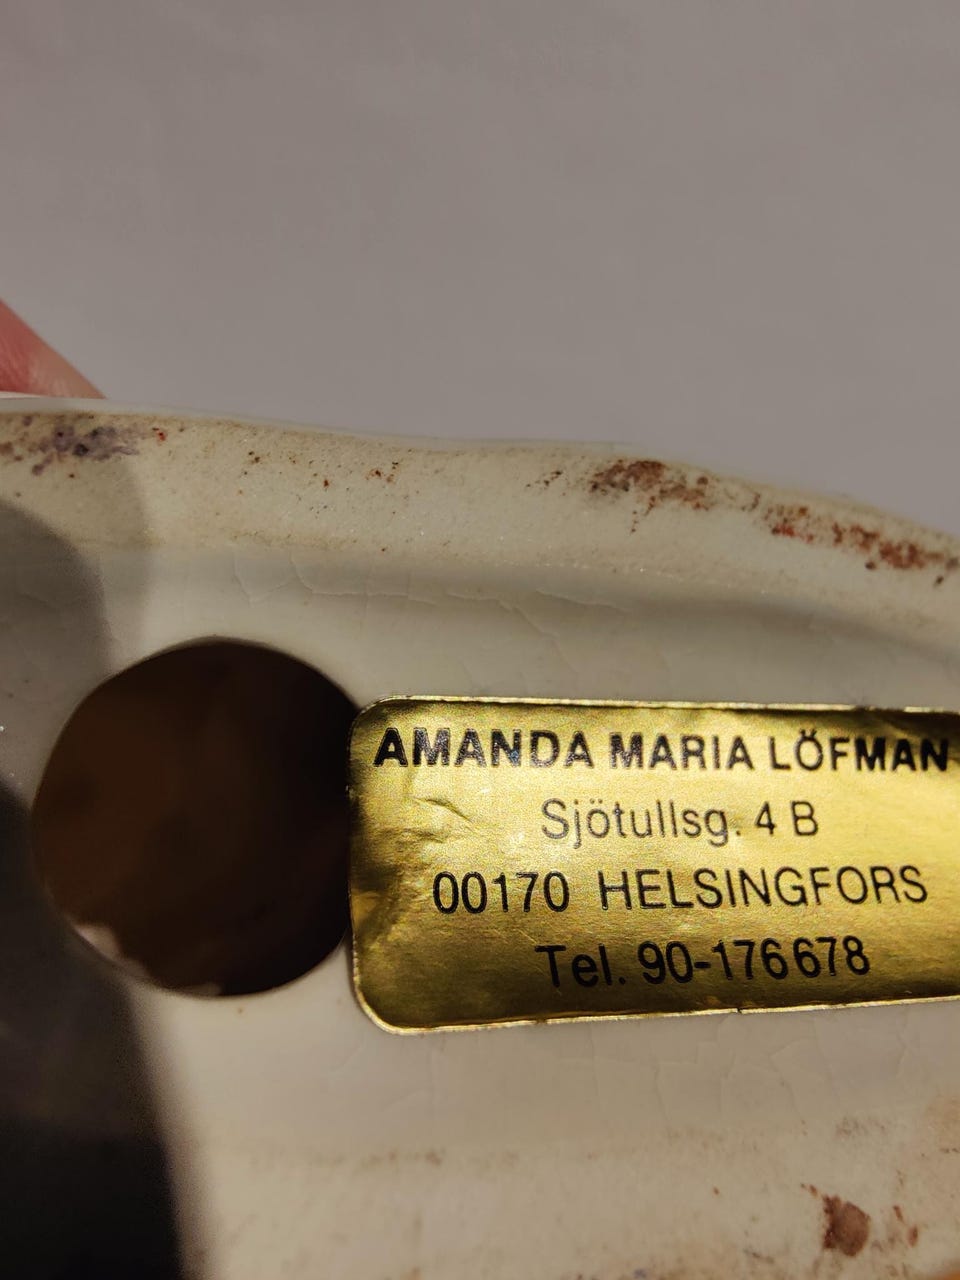 AMANDA MARIA LÖFMAN
Sjötullsg. 4 B
00170 HELSINGFORS
Tel. 90-176678